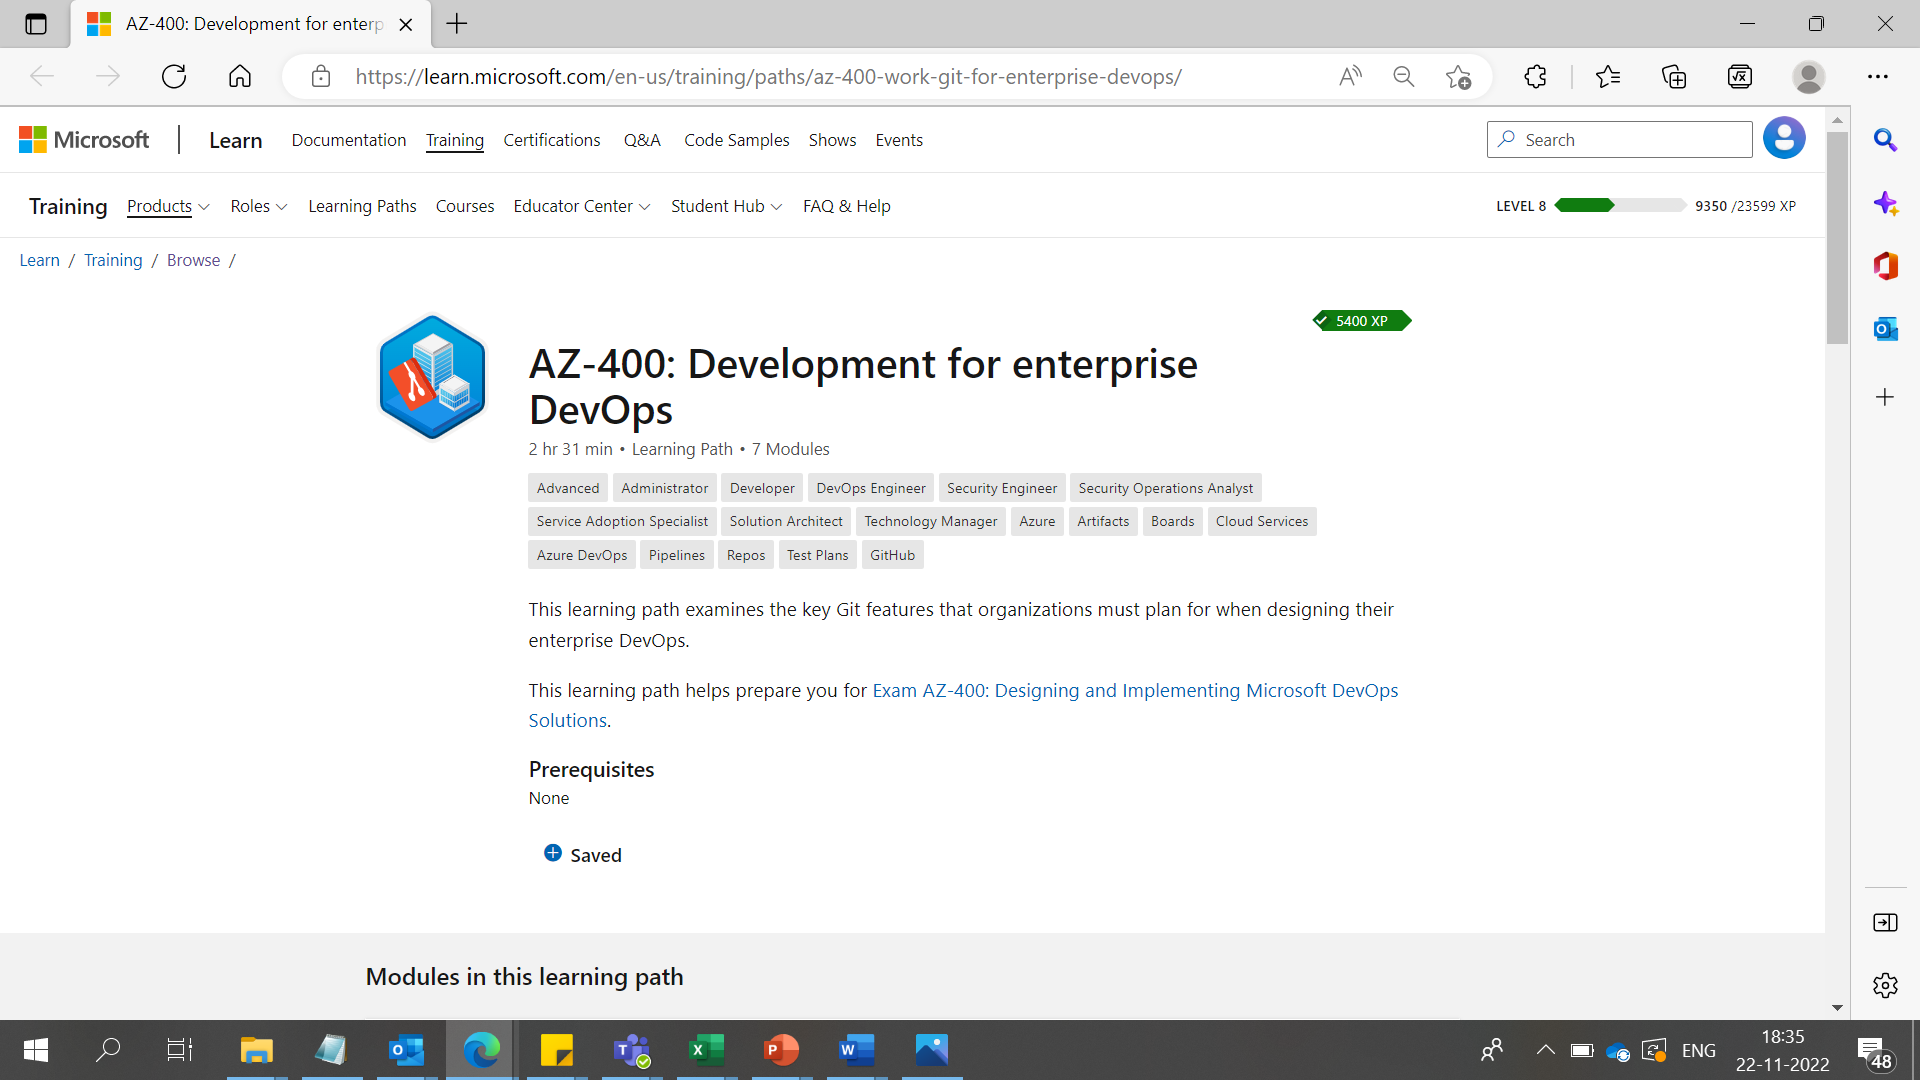 AZ-400: Development for enterp
https://learn.microsoft.com/en-us/training/paths/az-400-work-git-for-enterprise-devops/
Microsoft Learn Documentation Training Certifications Q&A Code Samples Shows Events Search
Training Products Roles Learning Paths Courses Educator Center Student Hub FAQ & Help LEVEL 8 9350 /23599 XP
Learn / Training / Browse /
5400 XP
AZ-400: Development for enterprise
DevOps
2 hr 31 min • Learning Path • 7 Modules
Advanced Administrator Developer DevOps Engineer Security Engineer Security Operations Analyst
Service Adoption Specialist Solution Architect Technology Manager Azure Artifacts Boards Cloud Services
Azure DevOps Pipelines Repos Test Plans GitHub
This learning path examines the key Git features that organizations must plan for when designing their
enterprise DevOps.
This learning path helps prepare you for Exam AZ-400: Designing and Implementing Microsoft DevOps
Solutions.
Prerequisites
None
Saved
Modules in this learning path
ENG
18:35
22-11-2022
48